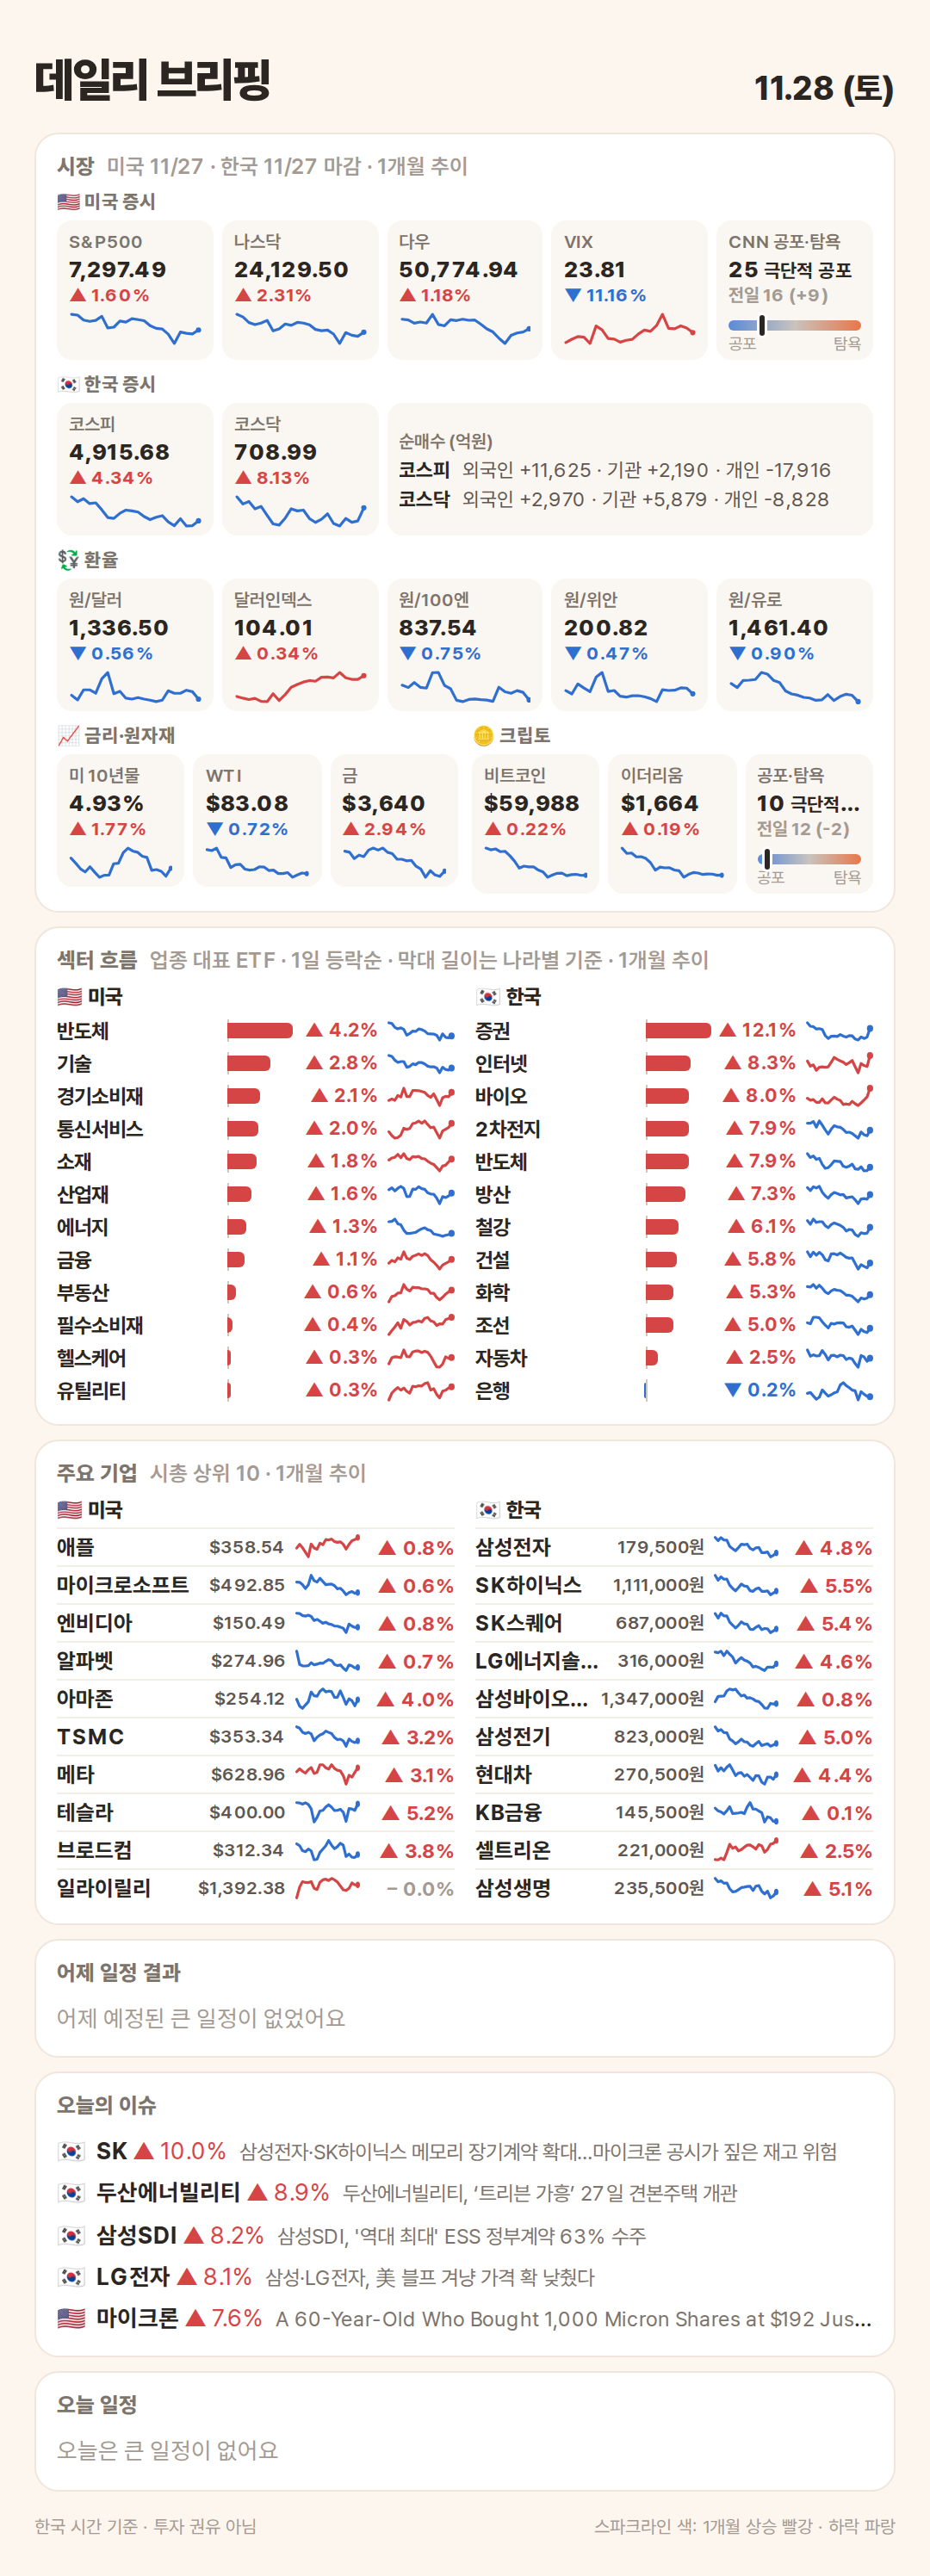 데일리 브리핑
11.28 (토)
시장 미국 11/27 · 한국 11/27 마감 · 1개월 추이
미국 증시
S&P500
7,297.49
▲ 1.60%
나스닥
24,129.50
▲ 2.31%
다우
50,774.94
▲ 1.18%
VIX
23.81
▼ 11.16%
CNN 공포·탐욕
25 극단적 공포
전일 16 (+9)
공포 탐욕
한국 증시
코스피
4,915.68
▲ 4.34%
코스닥
708.99
▲ 8.13%
순매수 (억원)
코스피 외국인 +11,625 · 기관 +2,190 · 개인 -17,916
코스닥 외국인 +2,970 · 기관 +5,879 · 개인 -8,828
환율
원/달러
1,336.50
▼ 0.56%
달러인덱스
104.01
▲ 0.34%
원/100엔
837.54
▼ 0.75%
원/위안
200.82
▼ 0.47%
원/유로
1,461.40
▼ 0.90%
금리·원자재
미 10년물
4.93%
▲ 1.77%
WTI
$83.08
▼ 0.72%
금
$3,640
▲ 2.94%
크립토
비트코인
$59,988
▲ 0.22%
이더리움
$1,664
▲ 0.19%
공포·탐욕
10 극단적...
전일 12 (-2)
공포 탐욕
섹터 흐름 업종 대표 ETF · 1일 등락순 · 막대 길이는 나라별 기준 · 1개월 추이
미국
반도체 ▲ 4.2%
기술 ▲ 2.8%
경기소비재 ▲ 2.1%
통신서비스 ▲ 2.0%
소재 ▲ 1.8%
산업재 ▲ 1.6%
에너지 ▲ 1.3%
금융 ▲ 1.1%
부동산 ▲ 0.6%
필수소비재 ▲ 0.4%
헬스케어 ▲ 0.3%
유틸리티 ▲ 0.3%
한국
증권 ▲ 12.1%
인터넷 ▲ 8.3%
바이오 ▲ 8.0%
2차전지 ▲ 7.9%
반도체 ▲ 7.9%
방산 ▲ 7.3%
철강 ▲ 6.1%
건설 ▲ 5.8%
화학 ▲ 5.3%
조선 ▲ 5.0%
자동차 ▲ 2.5%
은행 ▼ 0.2%
주요 기업 시총 상위 10 · 1개월 추이
미국
애플 $358.54 ▲ 0.8%
마이크로소프트 $492.85 ▲ 0.6%
엔비디아 $150.49 ▲ 0.8%
알파벳 $274.96 ▲ 0.7%
아마존 $254.12 ▲ 4.0%
TSMC $353.34 ▲ 3.2%
메타 $628.96 ▲ 3.1%
테슬라 $400.00 ▲ 5.2%
브로드컴 $312.34 ▲ 3.8%
일라이릴리 $1,392.38 – 0.0%
한국
삼성전자 179,500원 ▲ 4.8%
SK하이닉스 1,111,000원 ▲ 5.5%
SK스퀘어 687,000원 ▲ 5.4%
LG에너지솔... 316,000원 ▲ 4.6%
삼성바이오... 1,347,000원 ▲ 0.8%
삼성전기 823,000원 ▲ 5.0%
현대차 270,500원 ▲ 4.4%
KB금융 145,500원 ▲ 0.1%
셀트리온 221,000원 ▲ 2.5%
삼성생명 235,500원 ▲ 5.1%
어제 일정 결과
어제 예정된 큰 일정이 없었어요
오늘의 이슈
SK ▲ 10.0% 삼성전자·SK하이닉스 메모리 장기계약 확대…마이크론 공시가 짚은 재고 위험
두산에너빌리티 ▲ 8.9% 두산에너빌리티, ‘트리븐 가흥’ 27일 견본주택 개관
삼성SDI ▲ 8.2% 삼성SDI, '역대 최대' ESS 정부계약 63% 수주
LG전자 ▲ 8.1% 삼성·LG전자, 美 블프 겨냥 가격 확 낮췄다
마이크론 ▲ 7.6% A 60-Year-Old Who Bought 1,000 Micron Shares at $192 Jus...
오늘 일정
오늘은 큰 일정이 없어요
한국 시간 기준 · 투자 권유 아님
스파크라인 색: 1개월 상승 빨강 · 하락 파랑